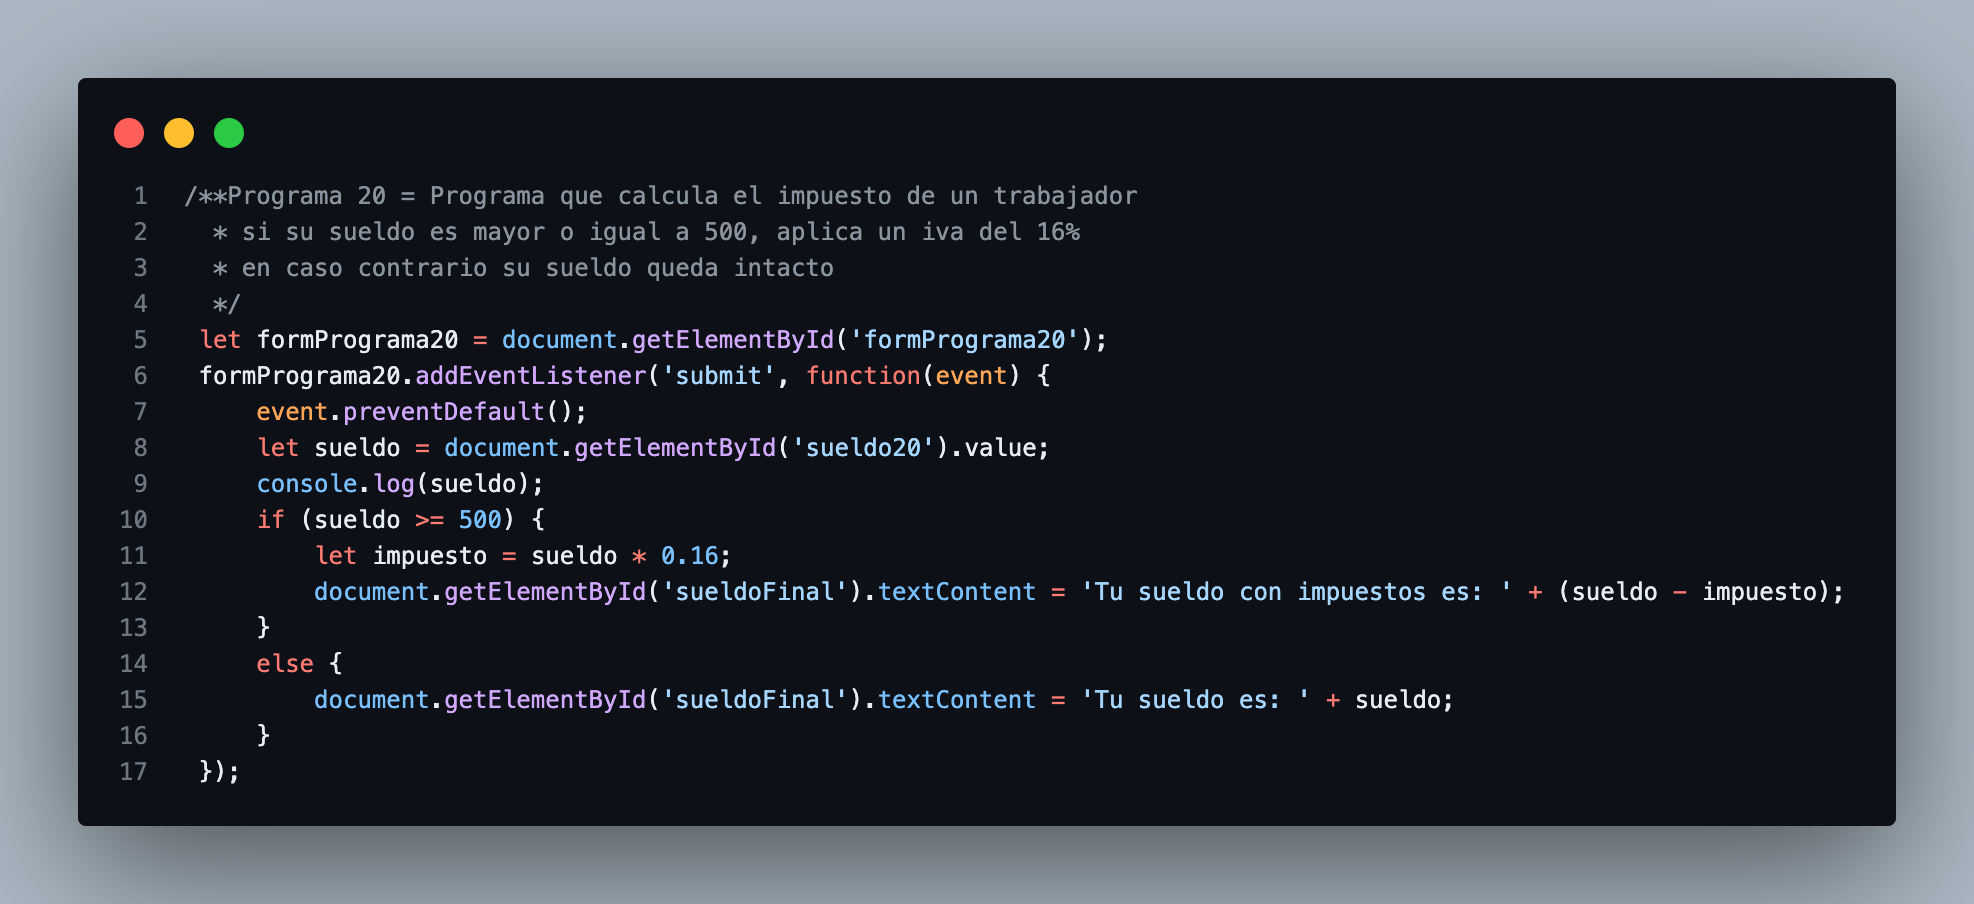 1 /**Programa 20 = Programa que calcula el impuesto de un trabajador
2   * si su sueldo es mayor o igual a 500, aplica un iva del 16%
3   * en caso contrario su sueldo queda intacto
4   */
5  let formPrograma20 = document.getElementById('formPrograma20');
6  formPrograma20.addEventListener('submit', function(event) {
7      event.preventDefault();
8      let sueldo = document.getElementById('sueldo20').value;
9      console.log(sueldo);
10      if (sueldo >= 500) {
11          let impuesto = sueldo * 0.16;
12          document.getElementById('sueldoFinal').textContent = 'Tu sueldo con impuestos es: ' + (sueldo - impuesto);
13      }
14      else {
15          document.getElementById('sueldoFinal').textContent = 'Tu sueldo es: ' + sueldo;
16      }
17  });